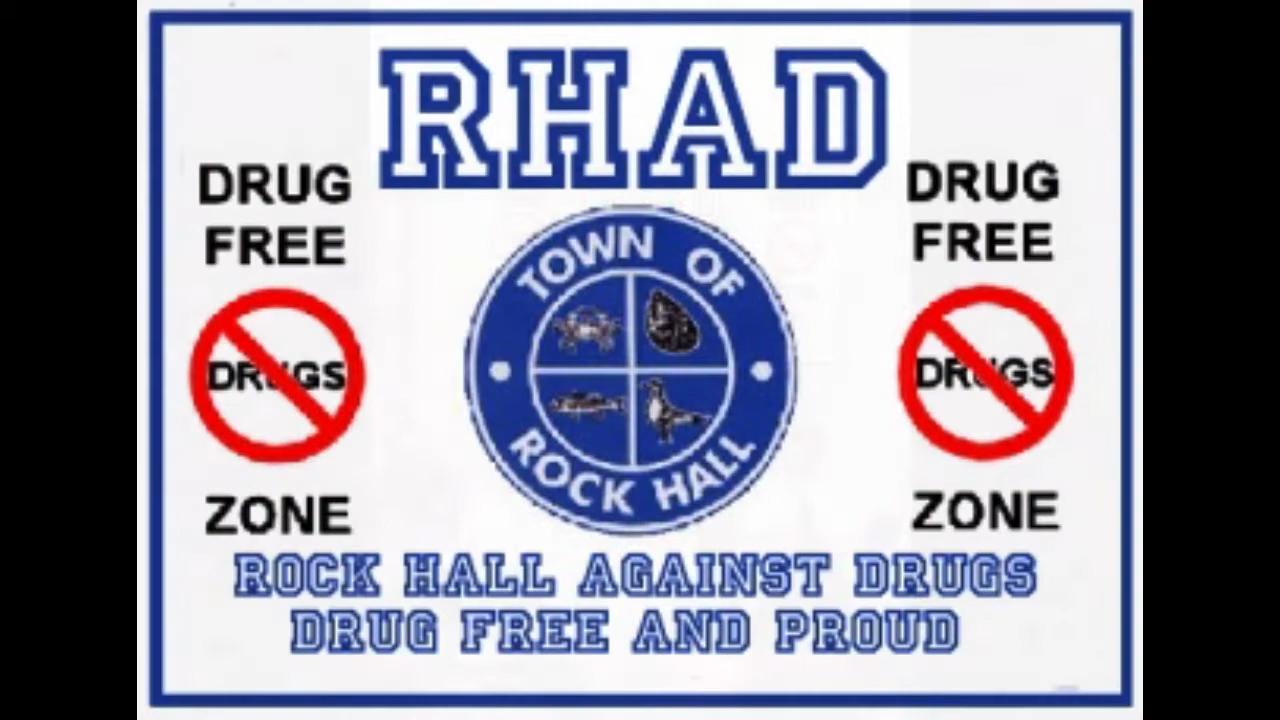 RHAD
DRUG
FREE
DRUGS
ZONE
TOWN OF
ROCK HALL
DRUG
FREE
DRUGS
ZONE
ROCK HALL AGAINST DRUGS
DRUG FREE AND PROUD